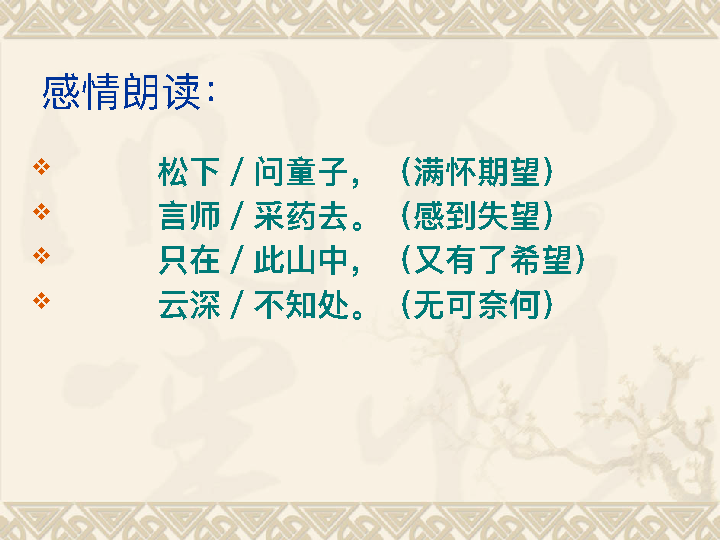 感情朗读：
松下／问童子，（满怀期望）
言师／采药去。（感到失望）
只在／此山中，（又有了希望）
云深／不知处。（无可奈何）